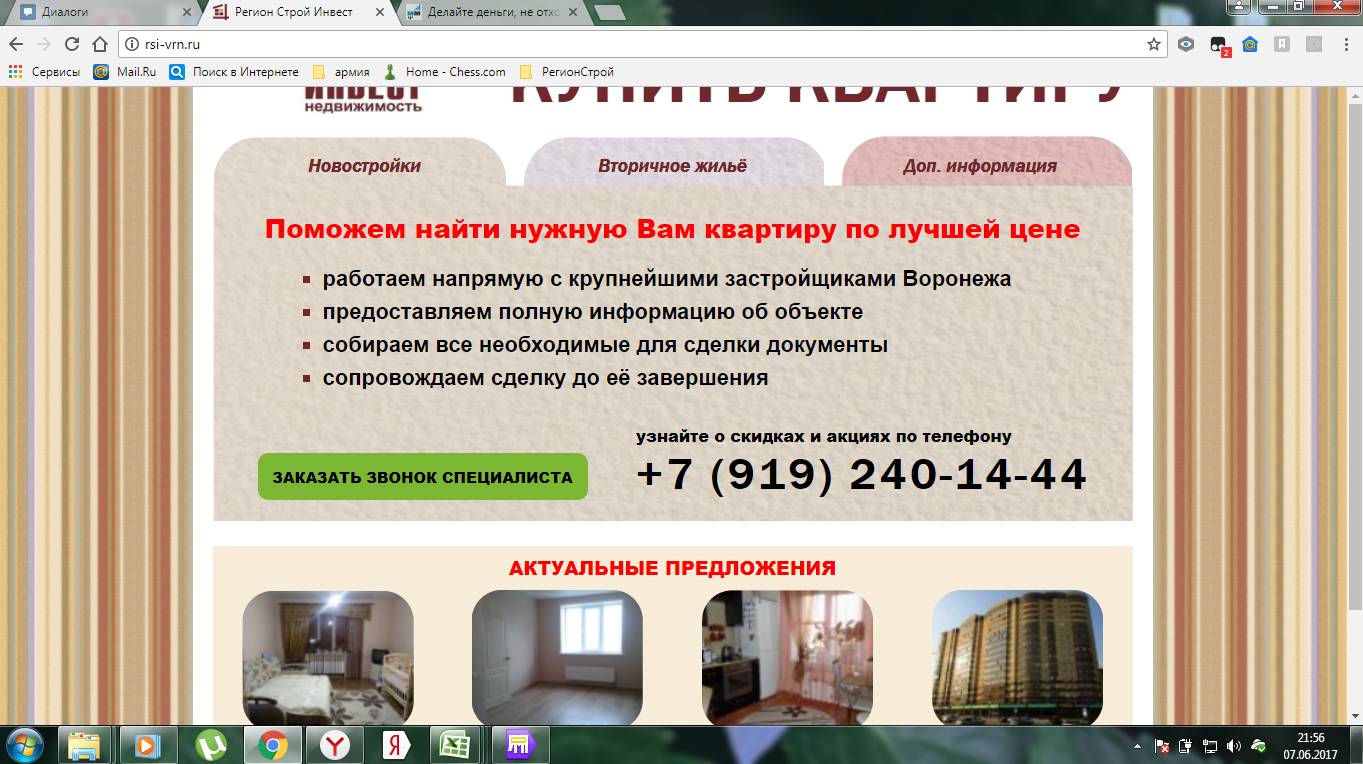 Диалоги
Регион Строй Инвест
Делайте деньги, не отхо
rsi-vrn.ru
2
Сервисы
Mail.Ru
Поиск в Интернете
армия
Home - Chess.com
РегионСтрой
ИНВЕСТ
недвижимость
КУПИТЬ КВАРТИРУ
Новостройки
Вторичное жильё
Доп. информация
Поможем найти нужную Вам квартиру по лучшей цене
работаем напрямую с крупнейшими застройщиками Воронежа
предоставляем полную информацию об объекте
собираем все необходимые для сделки документы
сопровождаем сделку до её завершения
узнайте о скидках и акциях по телефону
ЗАКАЗАТЬ ЗВОНОК СПЕЦИАЛИСТА
+7 (919) 240-14-44
АКТУАЛЬНЫЕ ПРЕДЛОЖЕНИЯ
21:56
07.06.2017